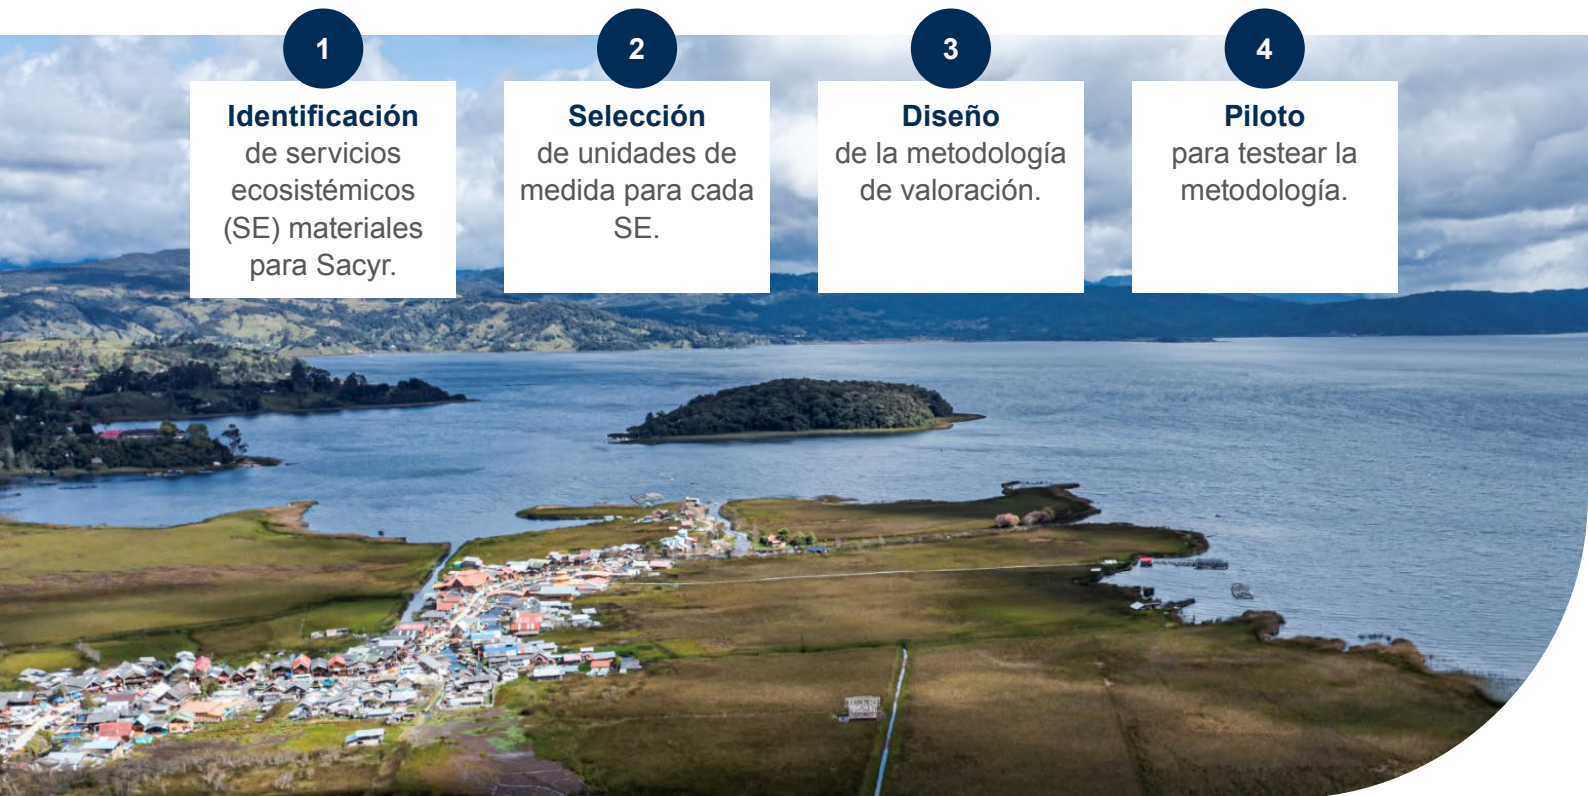 1
Identificación
de servicios
ecosistémicos
(SE) materiales
para Sacyr.
2
Selección
de unidades de
medida para cada
SE.
3
Diseño
de la metodología
de valoración.
4
Piloto
para testear la
metodología.